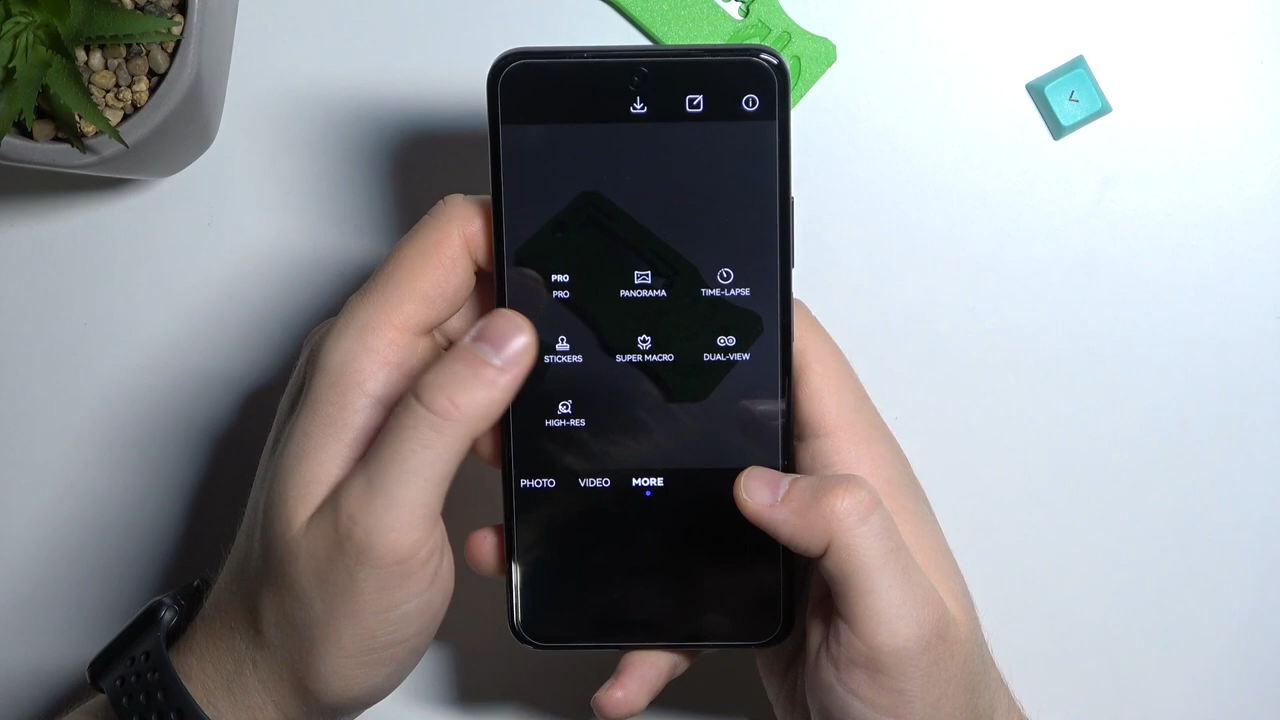 PRO
PRO
PANORAMA
TIME-LAPSE
STICKERS
SUPER MACRO
DUAL-VIEW
HIGH-RES
PHOTO VIDEO MORE